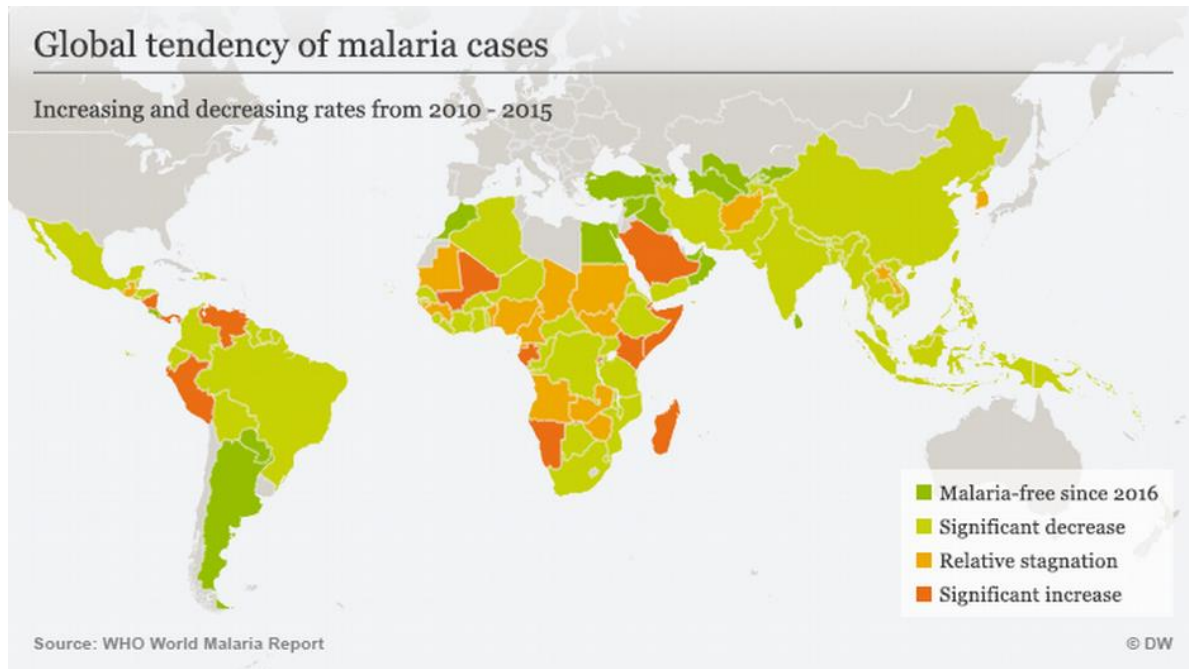 Global tendency of malaria cases
Increasing and decreasing rates from 2010 - 2015
Malaria-free since 2016
Significant decrease
Relative stagnation
Significant increase
Source: WHO World Malaria Report
© DW